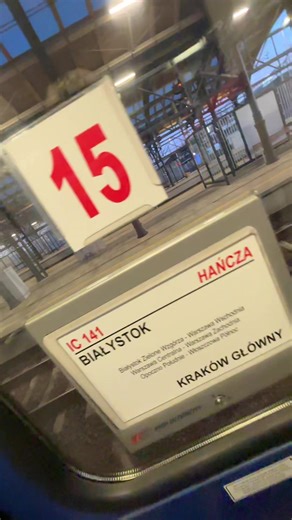 15
IC 141 HAŃCZA
BIAŁYSTOK
Białystok Zielone Wzgórza - Warszawa Wschodnia
Warszawa Centralna - Warszawa Zachodnia
Opoczno Południe - Włoszczowa Północ
KRAKÓW GŁÓWNY